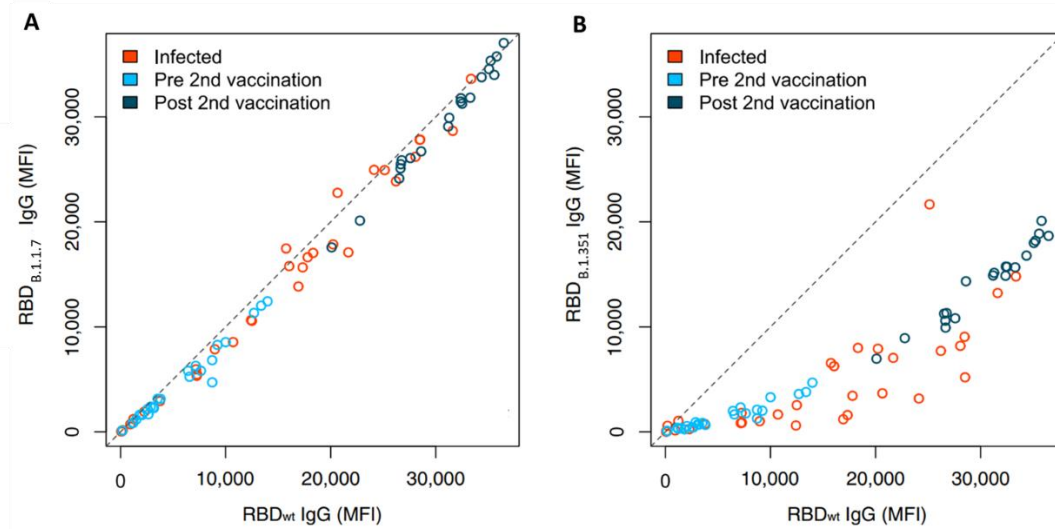 A
Infected
Pre 2nd vaccination
Post 2nd vaccination
RBD B.1.1.7 IgG (MFI)
30,000
20,000
10,000
0
0 10,000 20,000 30,000
RBDwt IgG (MFI)
B
Infected
Pre 2nd vaccination
Post 2nd vaccination
RBD B.1.351 IgG (MFI)
30,000
20,000
10,000
0
0 10,000 20,000 30,000
RBDwt IgG (MFI)